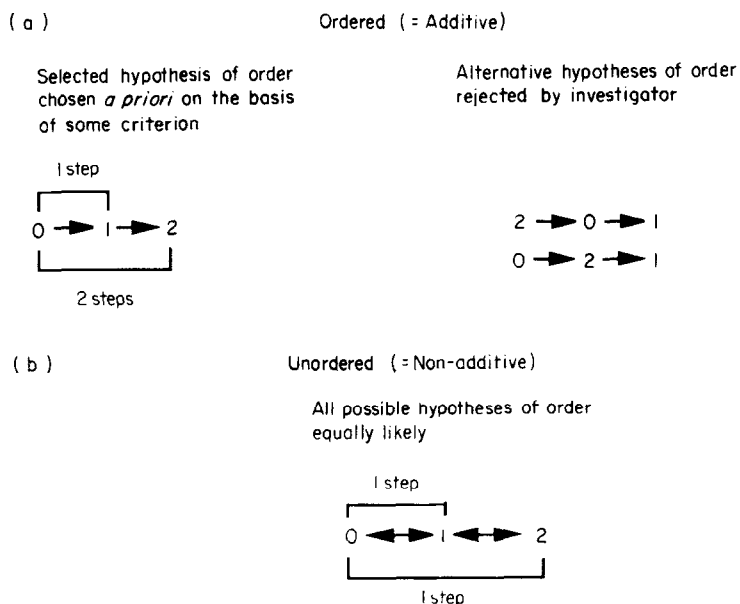 (a) Ordered (= Additive)
Selected hypothesis of order
chosen a priori on the basis
of some criterion
Alternative hypotheses of order
rejected by investigator
1 step
0 → 1 → 2
2 steps
2 → 0 → 1
0 → 2 → 1
(b) Unordered (=Non-additive)
All possible hypotheses of order
equally likely
1 step
0 ↔ 1 ↔ 2
1 step